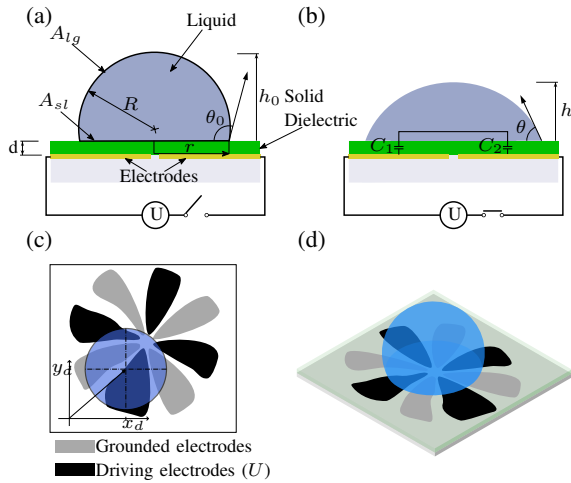 (a)
Liquid
A_{lg}
R
A_{sl}
θ_0
h_0
Solid
Dielectric
d
r
Electrodes
U
(b)
h
θ
C_1
C_2
U
(c)
y_d
x_d
Grounded electrodes
Driving electrodes (U)
(d)